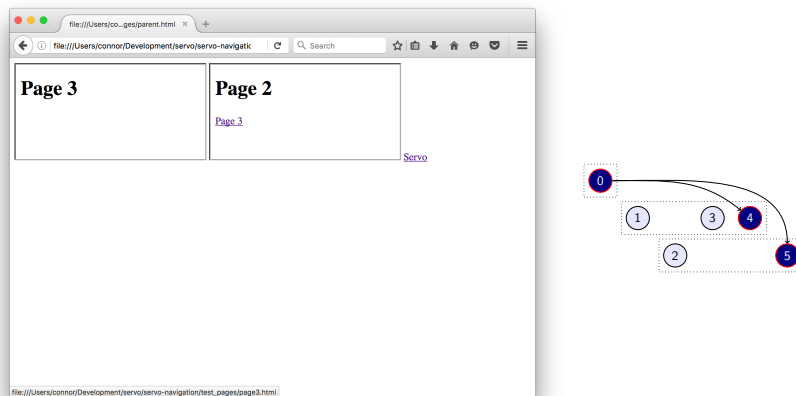 file:///Users/co...ges/parent.html × +
file:///Users/connor/Development/servo/servo-navigatic
Search
Page 3
Page 2
Page 3
Servo
0
1
3
4
2
5
file:///Users/connor/Development/servo/servo-navigation/test_pages/page3.html